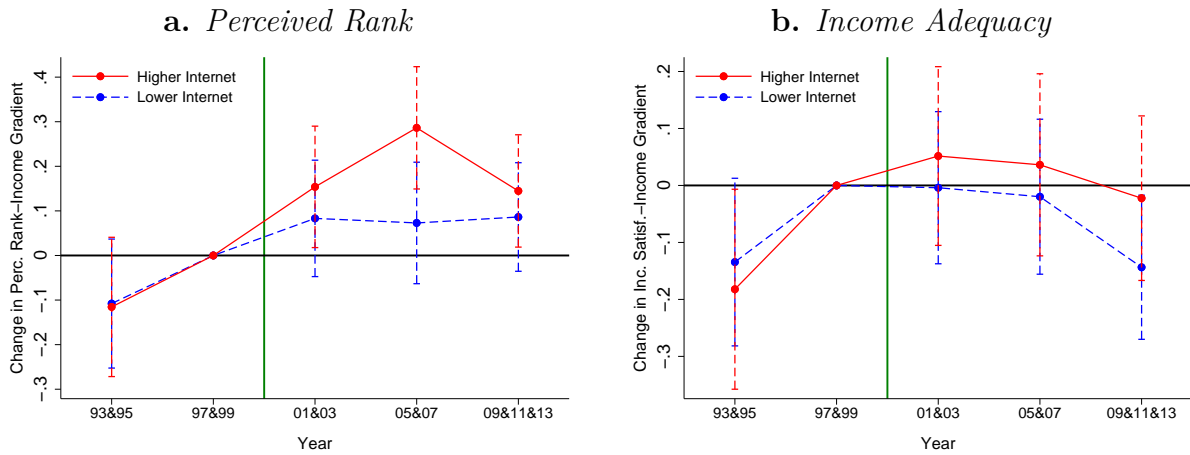 a. Perceived Rank
Change in Perc. Rank−Income Gradient
.4
.3
.2
.1
0
−.1
−.2
−.3
Higher Internet
Lower Internet
93&95
97&99
01&03
05&07
09&11&13
Year
b. Income Adequacy
Change in Inc. Satisf.−Income Gradient
.2
.1
0
−.1
−.2
−.3
Higher Internet
Lower Internet
93&95
97&99
01&03
05&07
09&11&13
Year